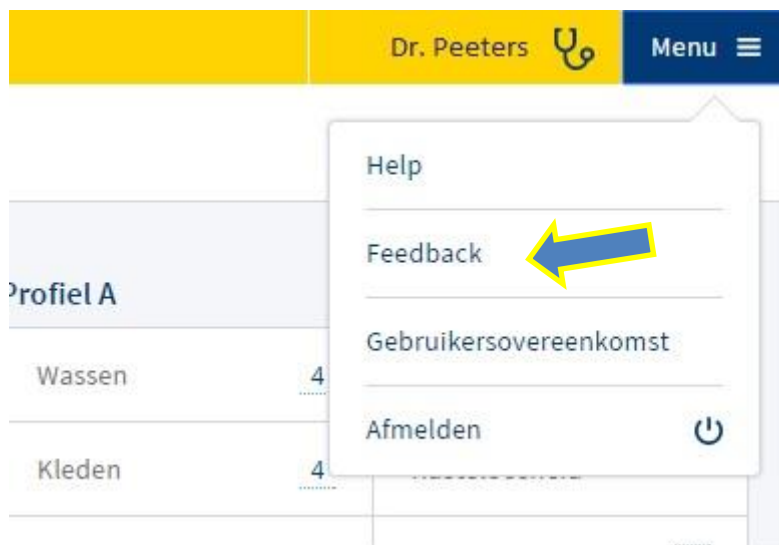 Dr. Peeters Menu
Help
Feedback
Profiel A
Gebruikersovereenkomst
Wassen 4
Afmelden
Kleden 4